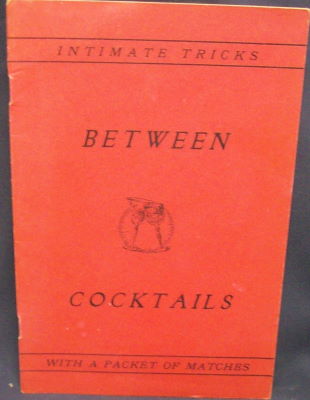 INTIMATE TRICKS
BETWEEN
COCKTAILS
WITH A PACKET OF MATCHES